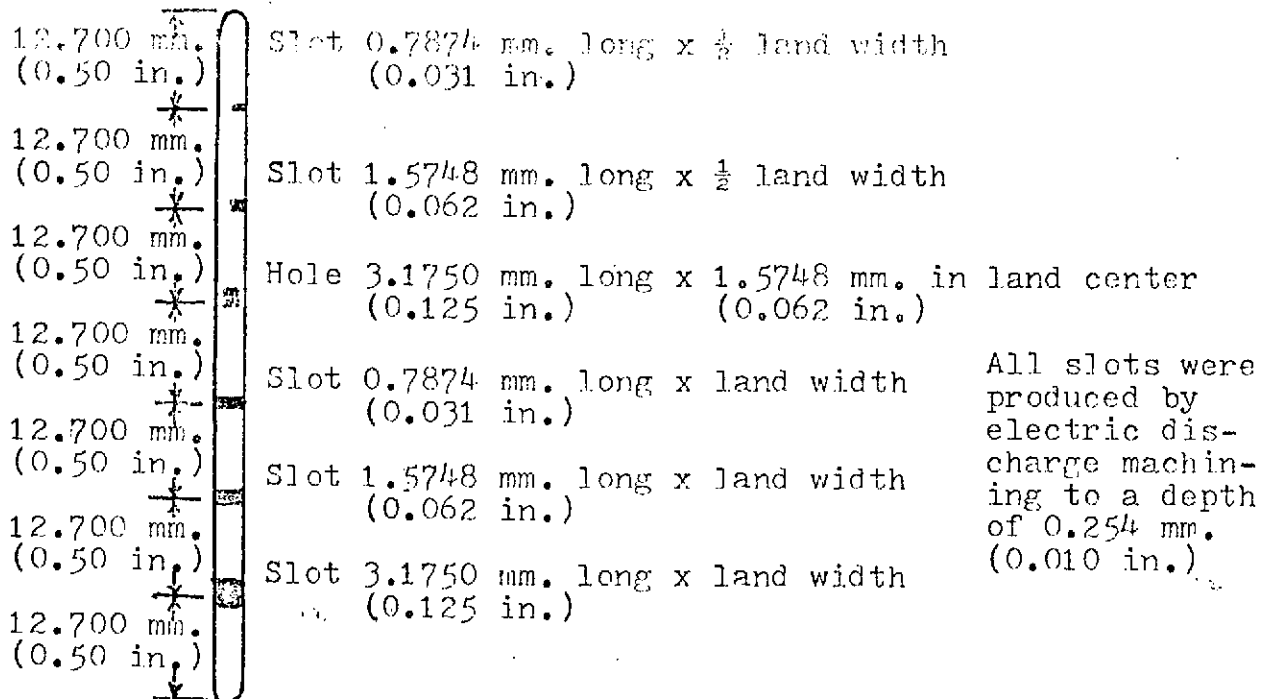 12.700 mm.
(0.50 in.)
Slot 0.7874 mm. long x ½ land width
(0.031 in.)
12.700 mm.
(0.50 in.)
Slot 1.5748 mm. long x ½ land width
(0.062 in.)
12.700 mm.
(0.50 in.)
Hole 3.1750 mm. long x 1.5748 mm. in land center
(0.125 in.) (0.062 in.)
12.700 mm.
(0.50 in.)
Slot 0.7874 mm. long x land width
(0.031 in.)
12.700 mm.
(0.50 in.)
Slot 1.5748 mm. long x land width
(0.062 in.)
12.700 mm.
(0.50 in.)
Slot 3.1750 mm. long x land width
(0.125 in.)
12.700 mm.
(0.50 in.)
All slots were
produced by
electric dis-
charge machin-
ing to a depth
of 0.254 mm.
(0.010 in.)